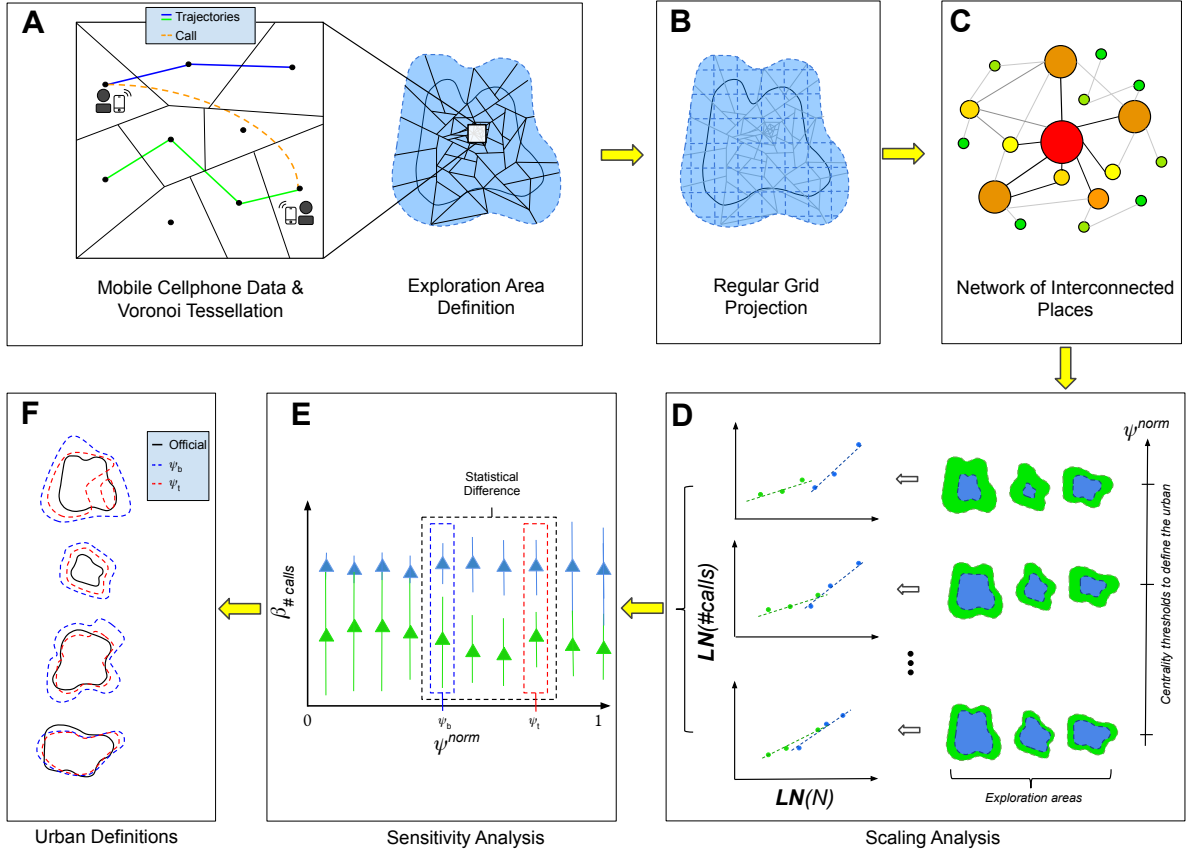 A
Trajectories
Call
Mobile Cellphone Data &
Voronoi Tessellation
Exploration Area
Definition
B
Regular Grid
Projection
C
Network of Interconnected
Places
F
Official
ψb
ψt
Urban Definitions
E
Statistical
Difference
β# calls
0
ψb
ψt
1
ψnorm
Sensitivity Analysis
D
LN(#calls)
LN(N)
ψnorm
Centrality thresholds to define the urban
Exploration areas
Scaling Analysis